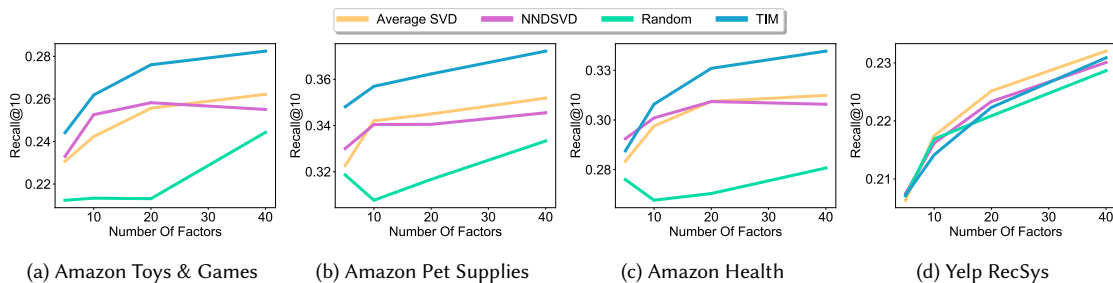 Average SVD NNDSVD Random TIM
Recall@10
0.28
0.26
0.24
0.22
10 20 30 40
Number Of Factors
(a) Amazon Toys & Games
Recall@10
0.36
0.34
0.32
10 20 30 40
Number Of Factors
(b) Amazon Pet Supplies
Recall@10
0.33
0.30
0.28
10 20 30 40
Number Of Factors
(c) Amazon Health
Recall@10
0.23
0.22
0.21
10 20 30 40
Number Of Factors
(d) Yelp RecSys